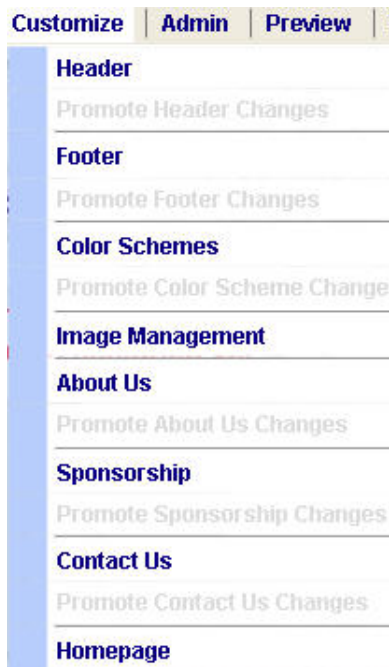 Customize | Admin | Preview |
Header
Promote Header Changes
Footer
Promote Footer Changes
Color Schemes
Promote Color Scheme Change
Image Management
About Us
Promote About Us Changes
Sponsorship
Promote Sponsorship Changes
Contact Us
Promote Contact Us Changes
Homepage